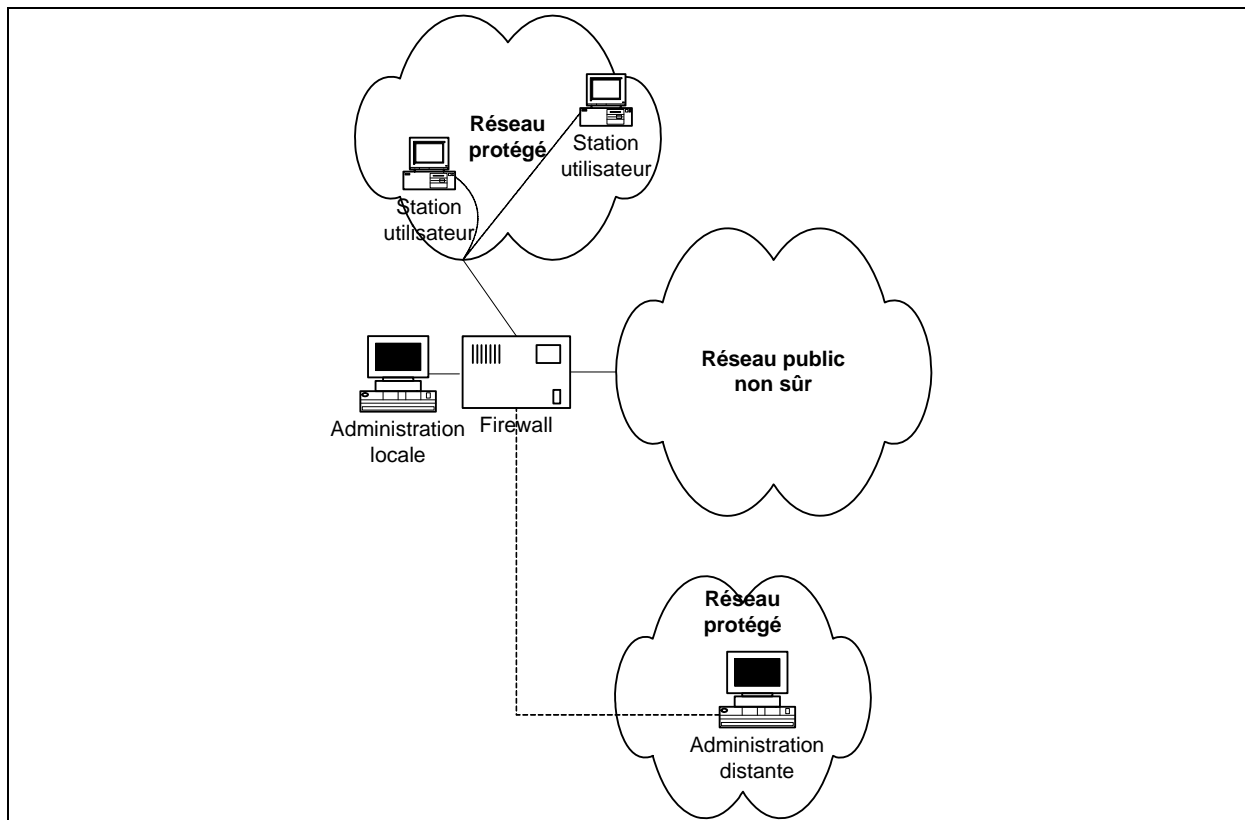 Réseau
protégé
Station
utilisateur
Station
utilisateur
Réseau public
non sûr
Administration
locale
Firewall
Réseau
protégé
Administration
distante